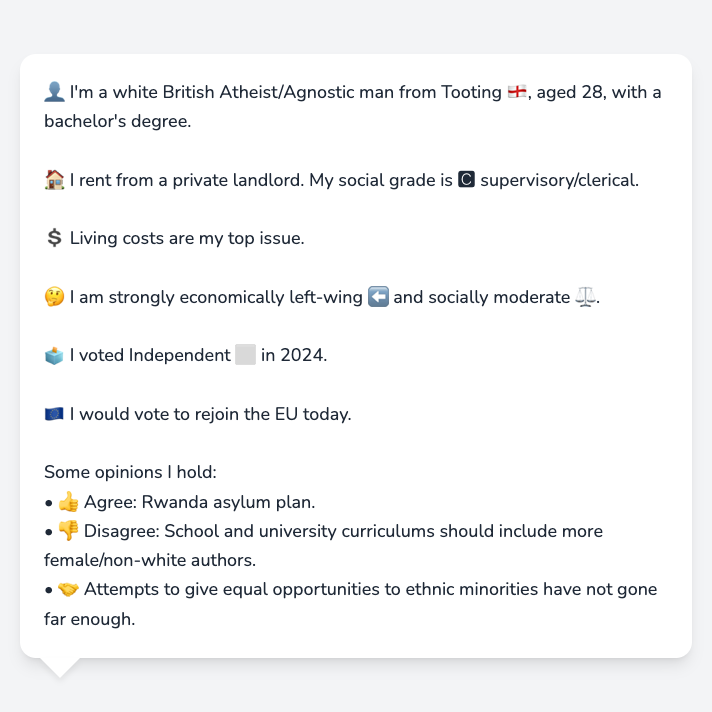 👤 I'm a white British Atheist/Agnostic man from Tooting 🏴󠁧󠁢󠁥󠁮󠁧󠁿, aged 28, with a
bachelor's degree.
🏠 I rent from a private landlord. My social grade is 🅲 supervisory/clerical.
💲 Living costs are my top issue.
🤔 I am strongly economically left-wing ⬅️ and socially moderate ⚖️.
🗳️ I voted Independent ⬜ in 2024.
🇪🇺 I would vote to rejoin the EU today.
Some opinions I hold:
• 👍 Agree: Rwanda asylum plan.
• 👎 Disagree: School and university curriculums should include more
female/non-white authors.
• 🤝 Attempts to give equal opportunities to ethnic minorities have not gone
far enough.